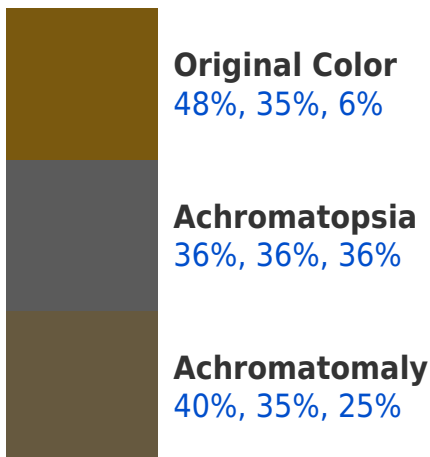 Original Color
48%, 35%, 6%
Achromatopsia
36%, 36%, 36%
Achromatomaly
40%, 35%, 25%